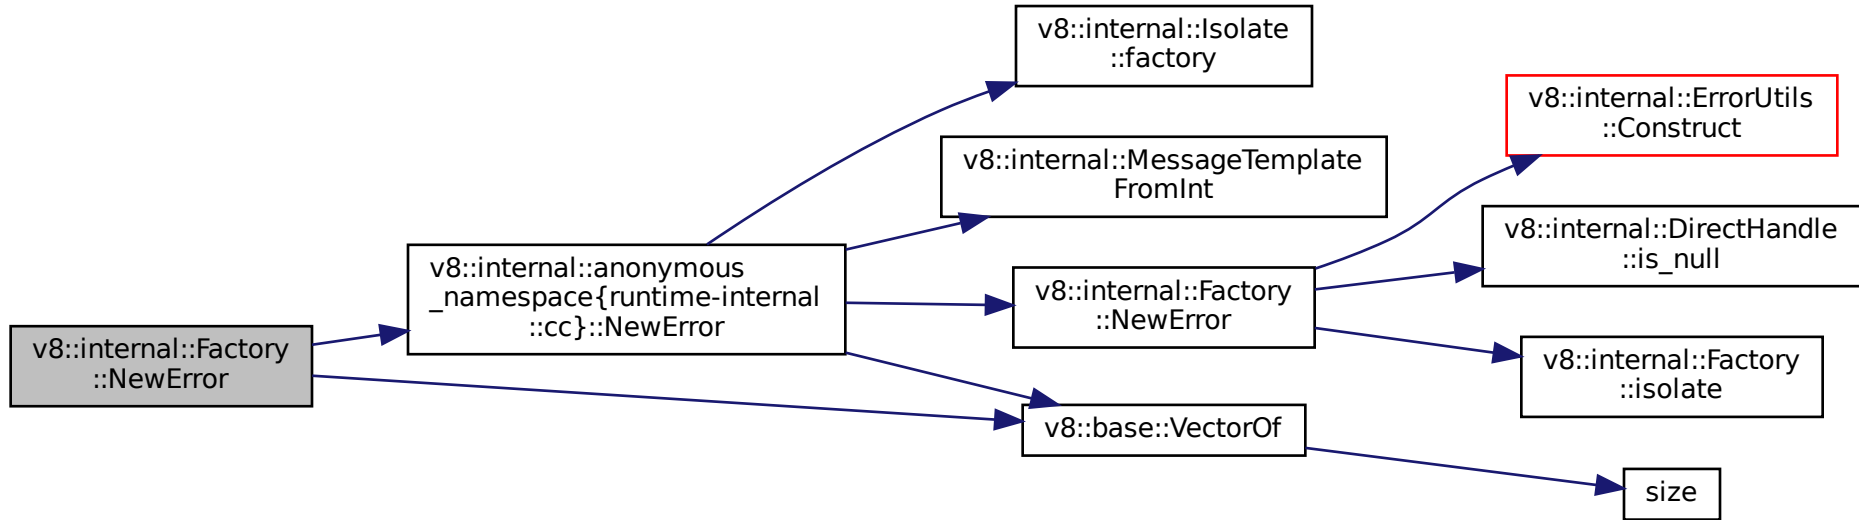 v8::internal::Factory
::NewError
v8::internal::anonymous
_namespace{runtime-internal
::cc}::NewError
v8::internal::Isolate
::factory
v8::internal::MessageTemplate
FromInt
v8::internal::Factory
::NewError
v8::base::VectorOf
v8::internal::ErrorUtils
::Construct
v8::internal::DirectHandle
::is_null
v8::internal::Factory
::isolate
size